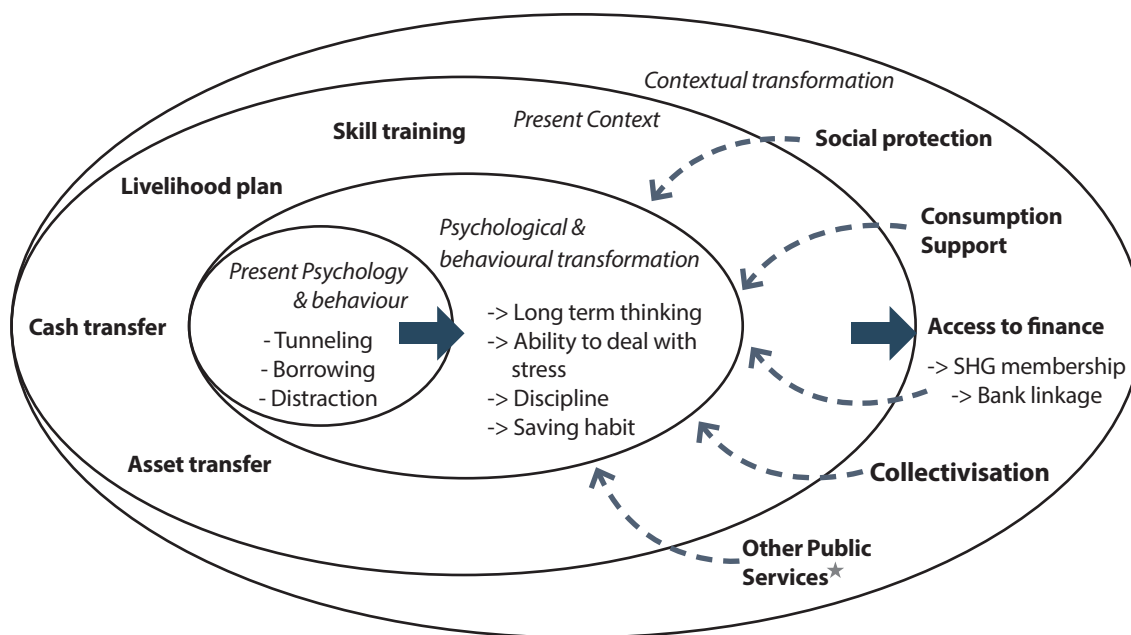 Contextual transformation
Present Context
Skill training
Social protection
Livelihood plan
Consumption
Support
Psychological &
behavioural transformation
Present Psychology
& behaviour
- Tunneling
- Borrowing
- Distraction
-> Long term thinking
-> Ability to deal with
stress
-> Discipline
-> Saving habit
Cash transfer
Access to finance
-> SHG membership
-> Bank linkage
Asset transfer
Collectivisation
Other Public
Services★